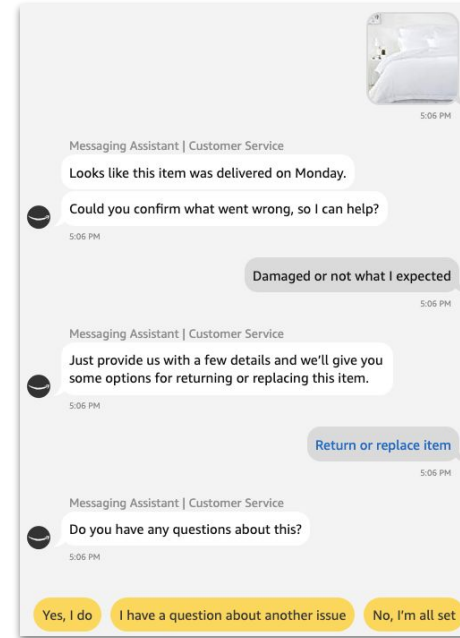 5:06 PM
Messaging Assistant | Customer Service
Looks like this item was delivered on Monday.
Could you confirm what went wrong, so I can help?
5:06 PM
Damaged or not what I expected
5:06 PM
Messaging Assistant | Customer Service
Just provide us with a few details and we'll give you
some options for returning or replacing this item.
5:06 PM
Return or replace item
5:06 PM
Messaging Assistant | Customer Service
Do you have any questions about this?
5:06 PM
Yes, I do
I have a question about another issue
No, I'm all set